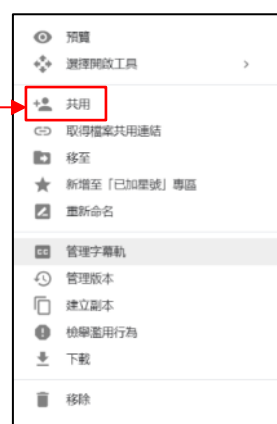 預覽
選擇開啟工具
共用
取得檔案共用連結
移至
新增至「已加星號」專區
重新命名
CC 管理字幕軌
管理版本
建立副本
檢舉濫用行為
下載
移除